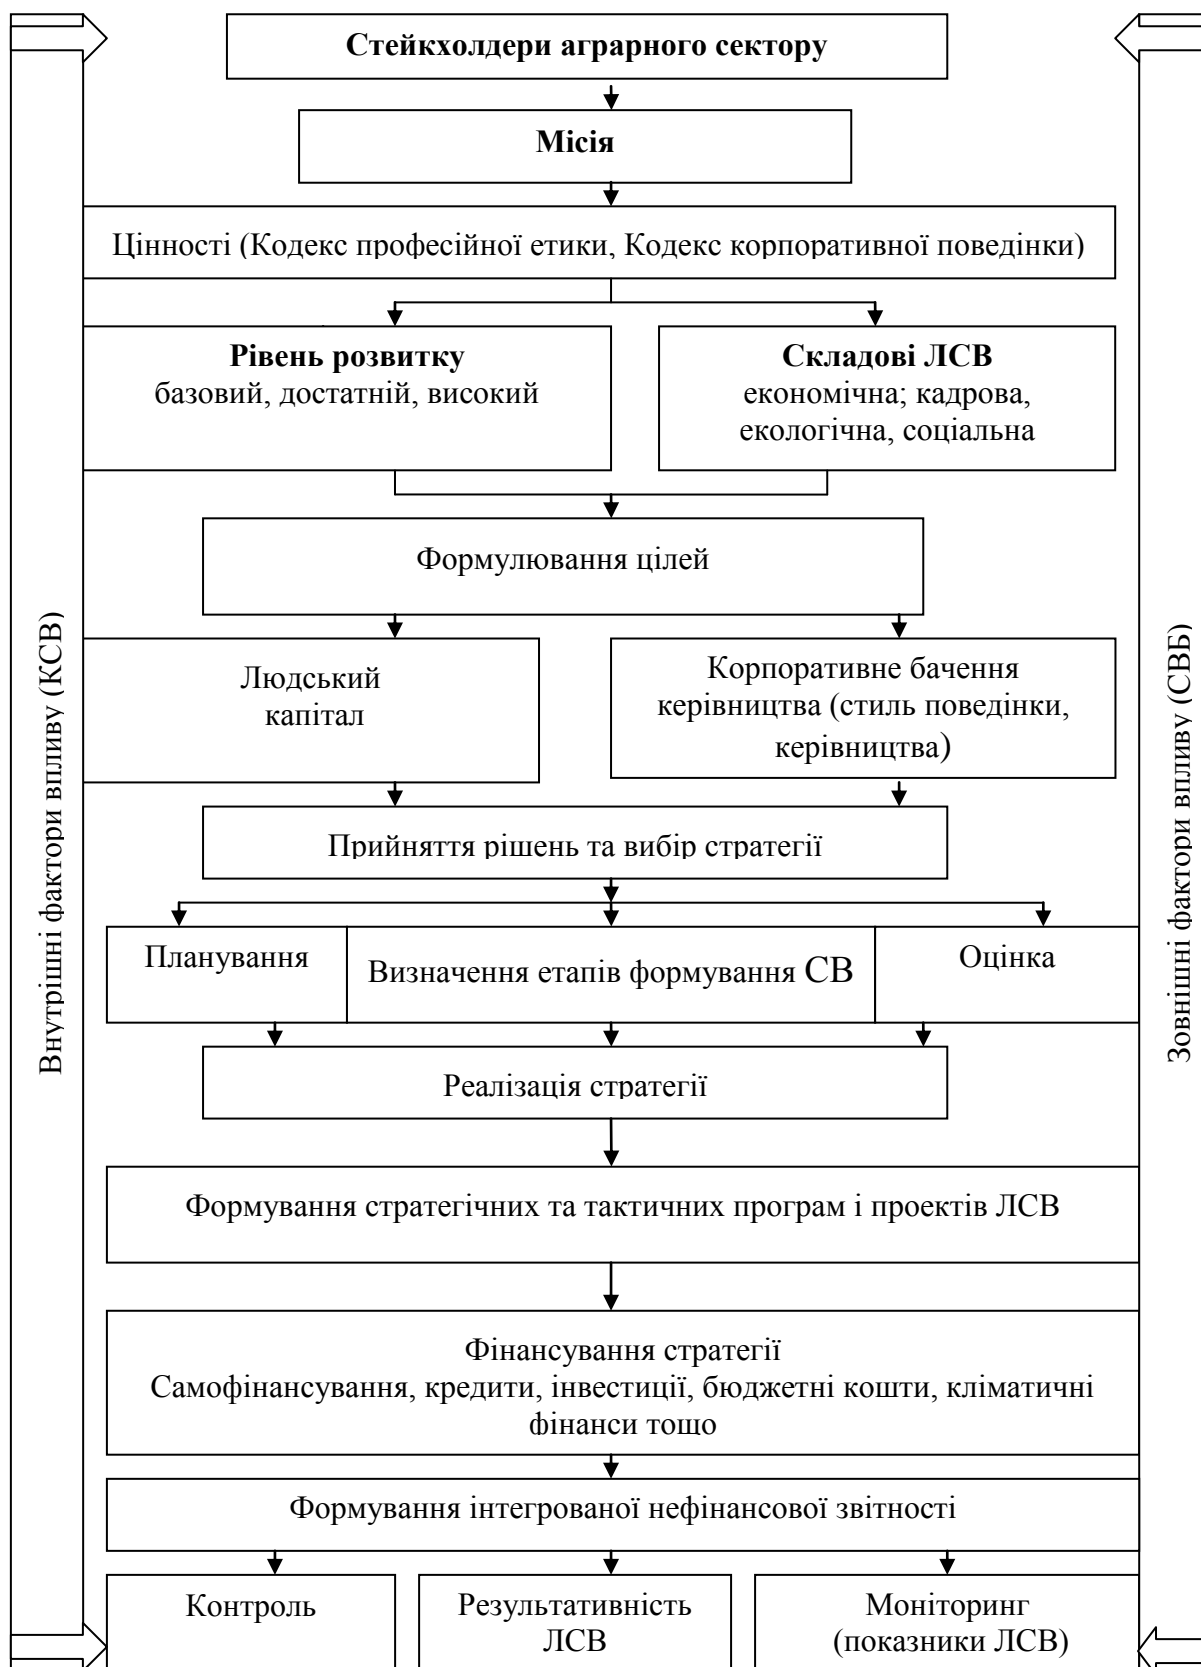 Стейкхолдери аграрного сектору
Місія
Цінності (Кодекс професійної етики, Кодекс корпоративної поведінки)
Рівень розвитку
базовий, достатній, високий
Складові ЛСВ
економічна; кадрова,
екологічна, соціальна
Формулювання цілей
Людський
капітал
Корпоративне бачення
керівництва (стиль поведінки,
керівництва)
Прийняття рішень та вибір стратегії
Планування
Визначення етапів формування СВ
Оцінка
Реалізація стратегії
Формування стратегічних та тактичних програм і проектів ЛСВ
Фінансування стратегії
Самофінансування, кредити, інвестиції, бюджетні кошти, кліматичні
фінанси тощо
Формування інтегрованої нефінансової звітності
Контроль
Результативність
ЛСВ
Моніторинг
(показники ЛСВ)
Внутрішні фактори впливу (КСВ)
Зовнішні фактори впливу (СВБ)